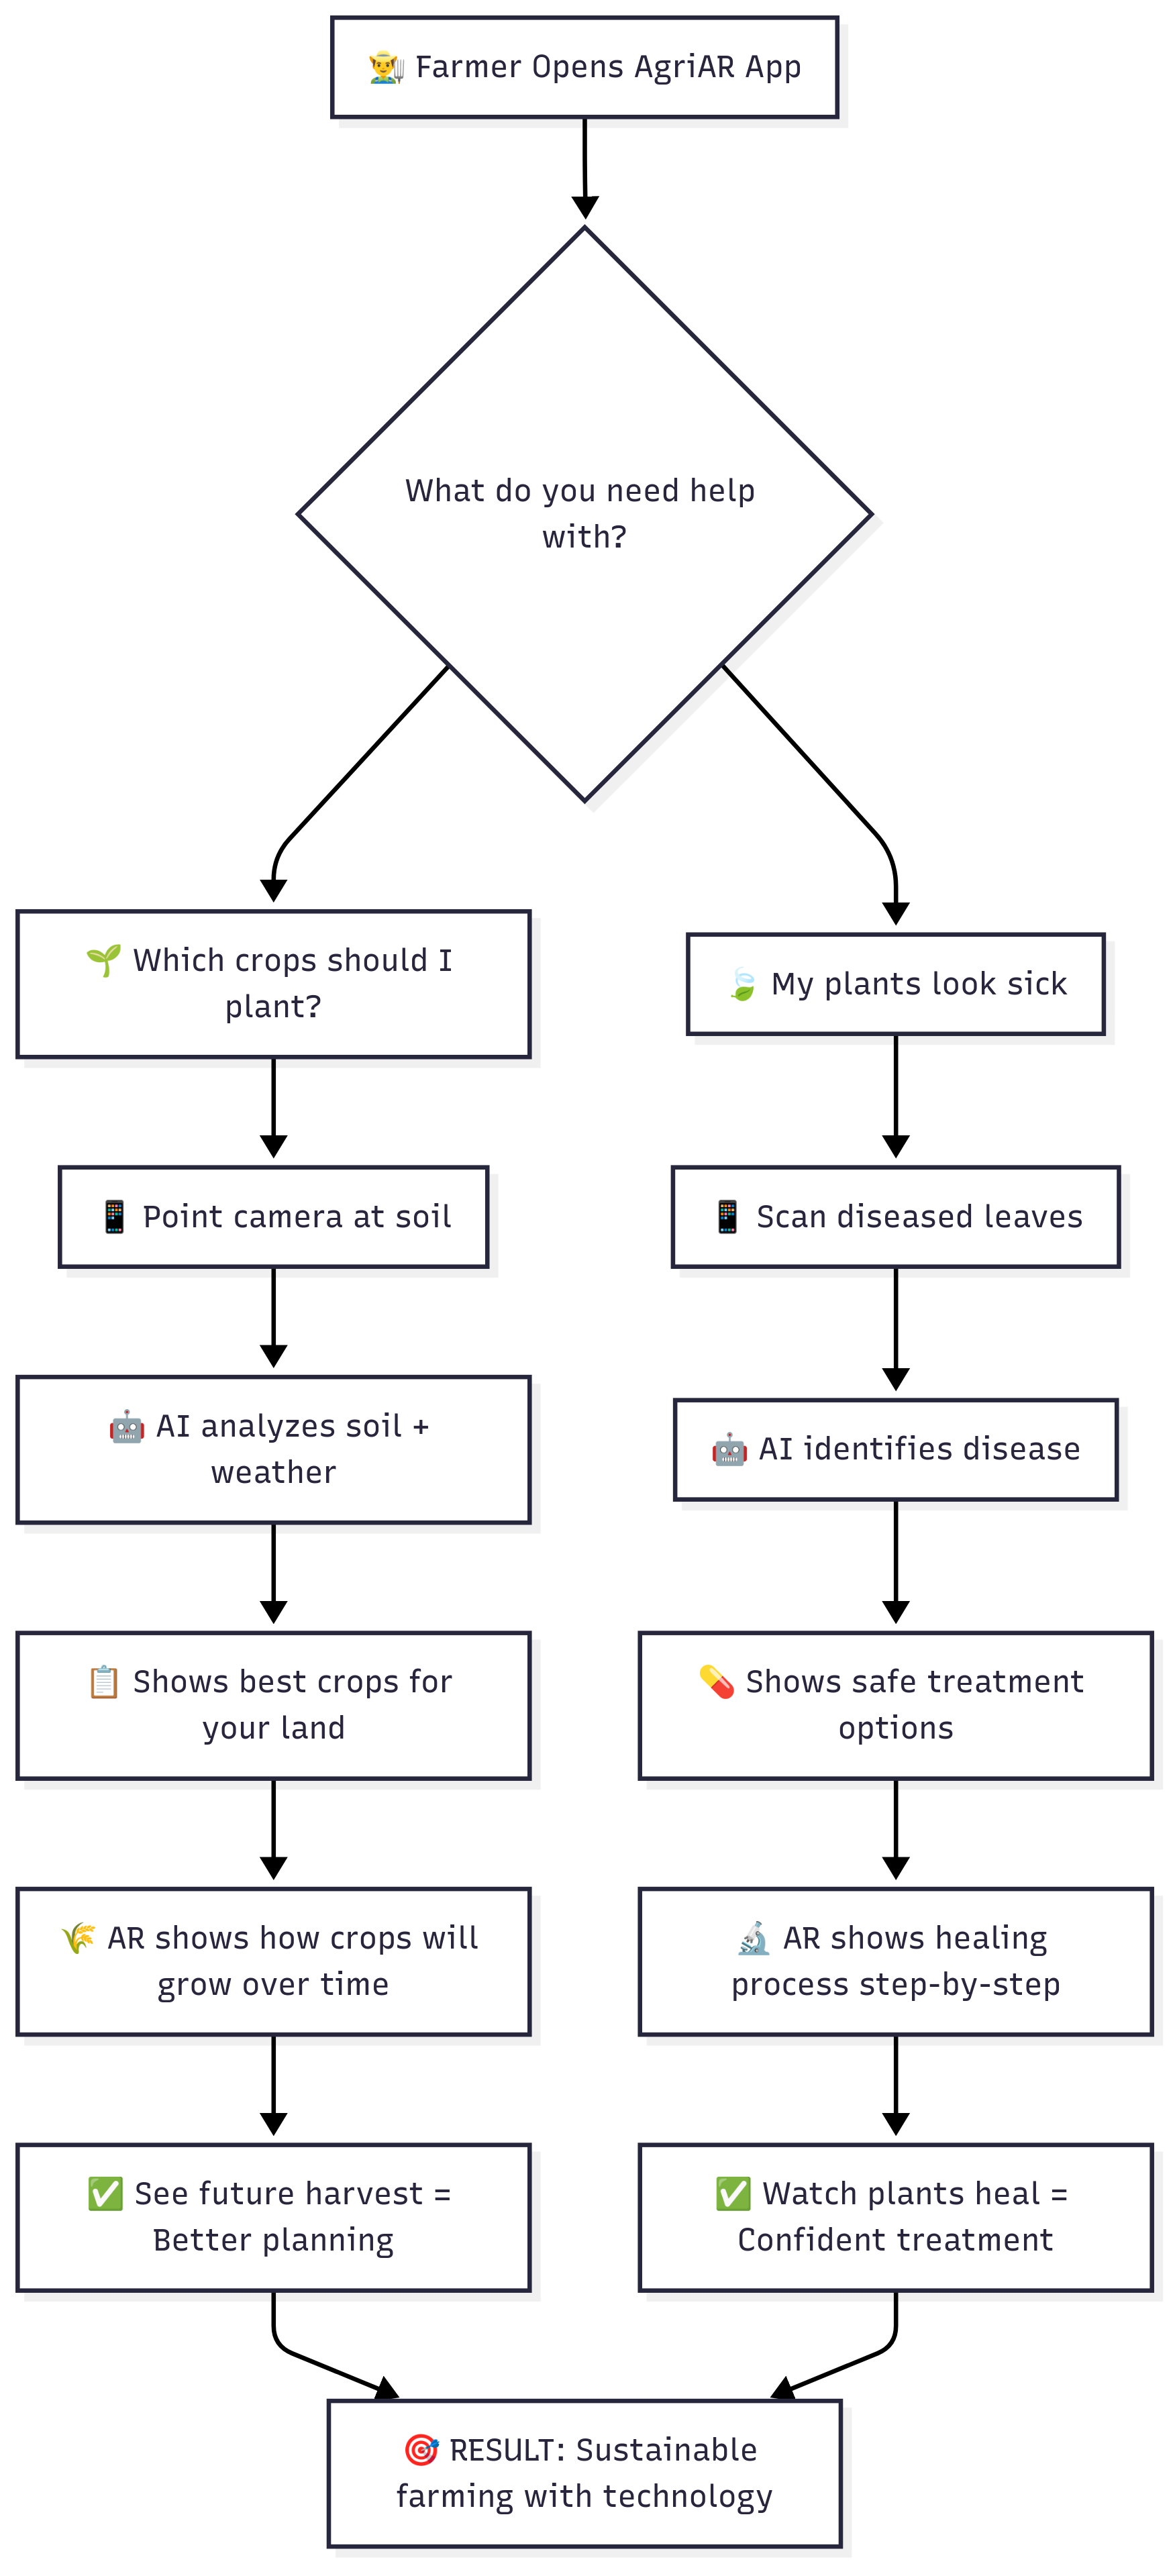 👨‍🌾 Farmer Opens AgriAR App
What do you need help
with?
🌱 Which crops should I
plant?
📱 Point camera at soil
🤖 AI analyzes soil +
weather
📋 Shows best crops for
your land
🌾 AR shows how crops will
grow over time
✅ See future harvest =
Better planning
🍃 My plants look sick
📱 Scan diseased leaves
🤖 AI identifies disease
💊 Shows safe treatment
options
🔬 AR shows healing
process step-by-step
✅ Watch plants heal =
Confident treatment
🎯 RESULT: Sustainable
farming with technology